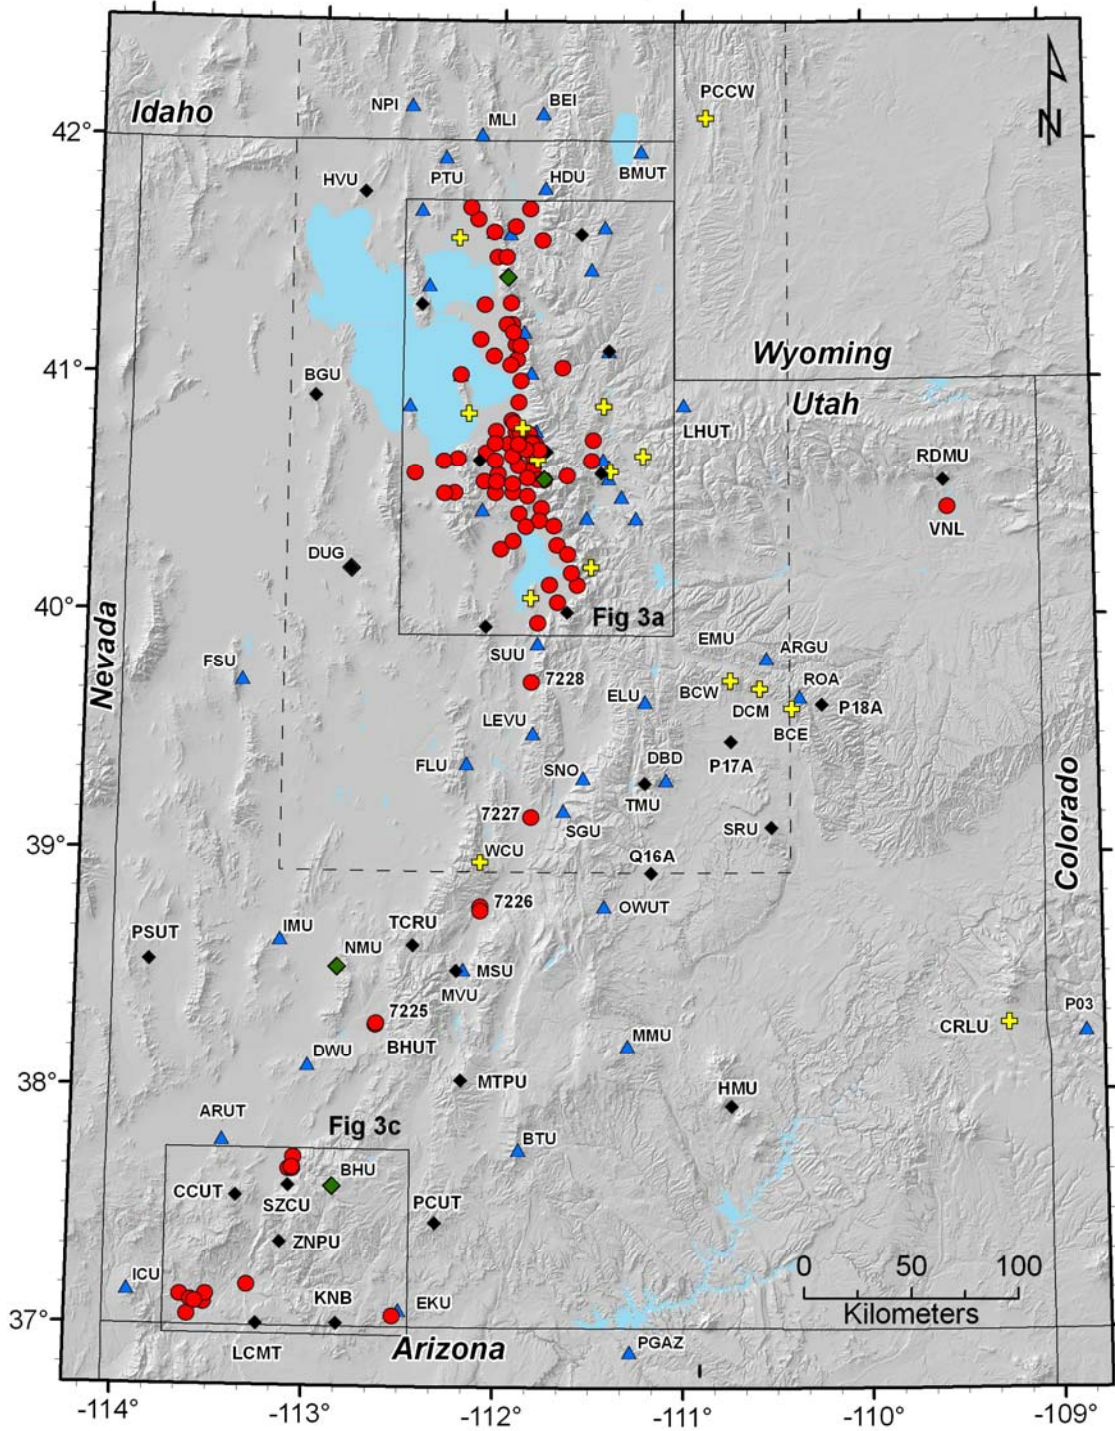 NPI
BEI
PCCW
Idaho
MLI
N
42°
PTU
HDU
BMUT
HVU
41°
Wyoming
BGU
Utah
LHUT
RDMU
VNL
DUG
40°
Fig 3a
Nevada
SUU
EMU
ARGU
FSU
7228
ELU
BCW
ROA
DCM
P18A
BCE
LEVU
FLU
SNO
DBD
P17A
TMU
7227
SGU
SRU
39°
WCU
Q16A
Colorado
7226
OWUT
PSUT
IMU
TCRU
NMU
MSU
MVU
7225
BHUT
P03
CRLU
DWU
MMU
38°
MTPU
HMU
ARUT
Fig 3c
BTU
BHU
CCUT
SZCU
PCUT
ZNPU
0 50 100
Kilometers
ICU
KNB
EKU
37°
LCMT
Arizona
PGAZ
-114° -113° -112° -111° -110° -109°